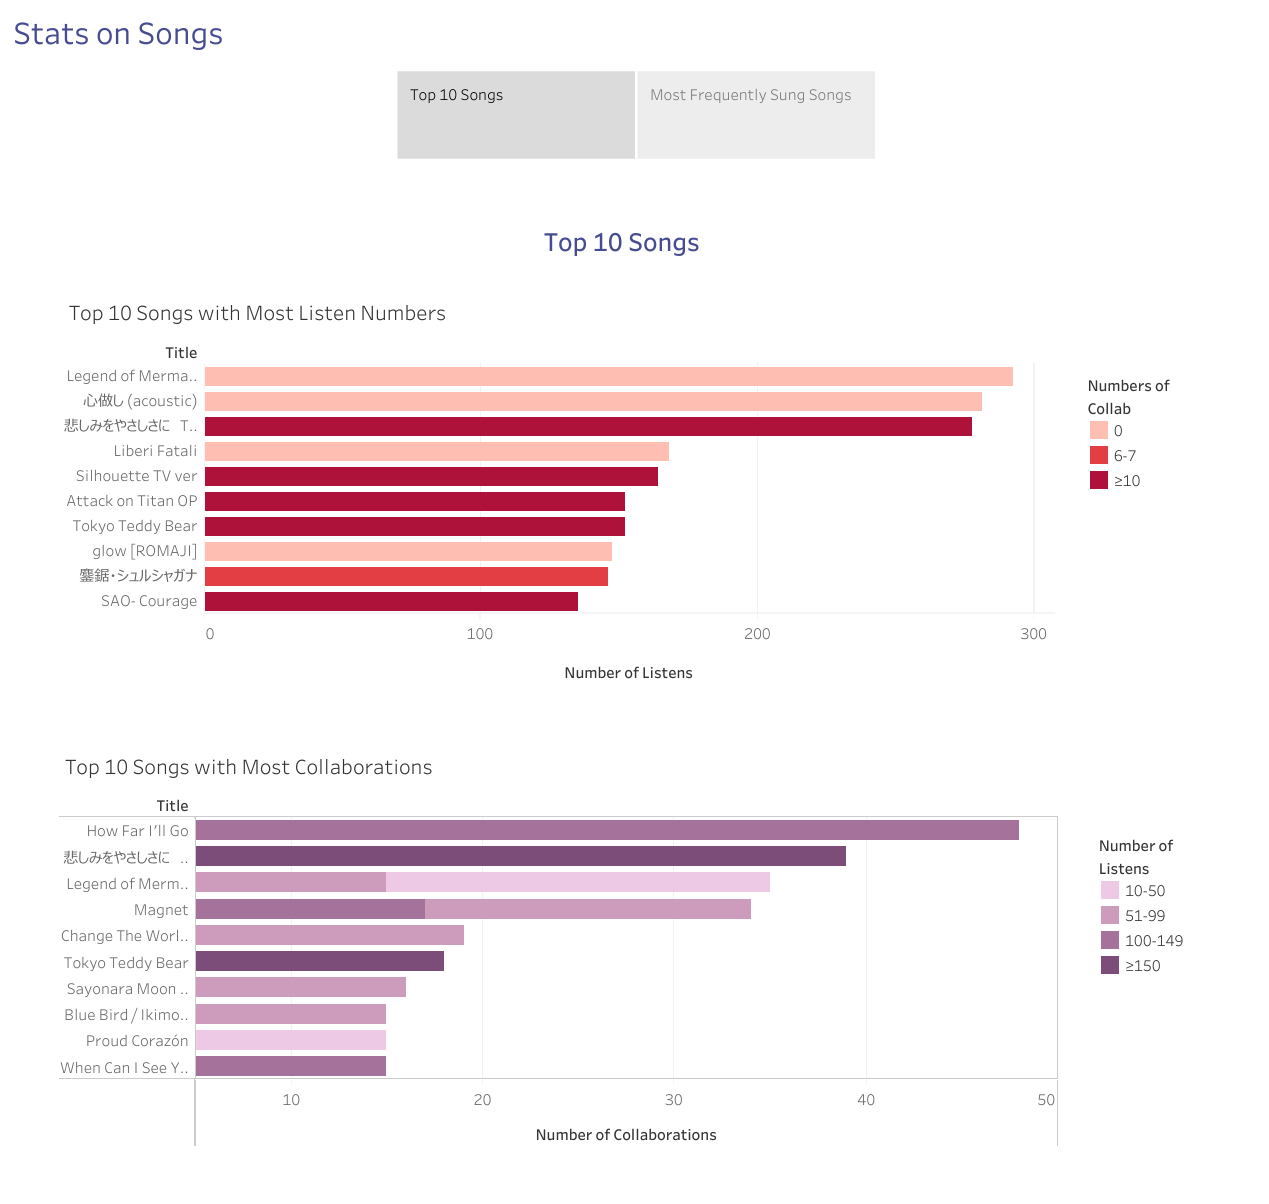 Stats on Songs
Top 10 Songs
Most Frequently Sung Songs
Top 10 Songs
Top 10 Songs with Most Listen Numbers
Title
Legend of Merma..
心做し (acoustic)
悲しみをやさしさに T..
Liberi Fatali
Silhouette TV ver
Attack on Titan OP
Tokyo Teddy Bear
glow [ROMAJI]
鏖鋸・シュルシャガナ
SAO- Courage
0 100 200 300
Number of Listens
Numbers of
Collab
0
6-7
≥10
Top 10 Songs with Most Collaborations
Title
How Far I'll Go
悲しみをやさしさに ..
Legend of Merm..
Magnet
Change The Worl..
Tokyo Teddy Bear
Sayonara Moon ..
Blue Bird / Ikimo..
Proud Corazón
When Can I See Y..
10 20 30 40 50
Number of Collaborations
Number of
Listens
10-50
51-99
100-149
≥150